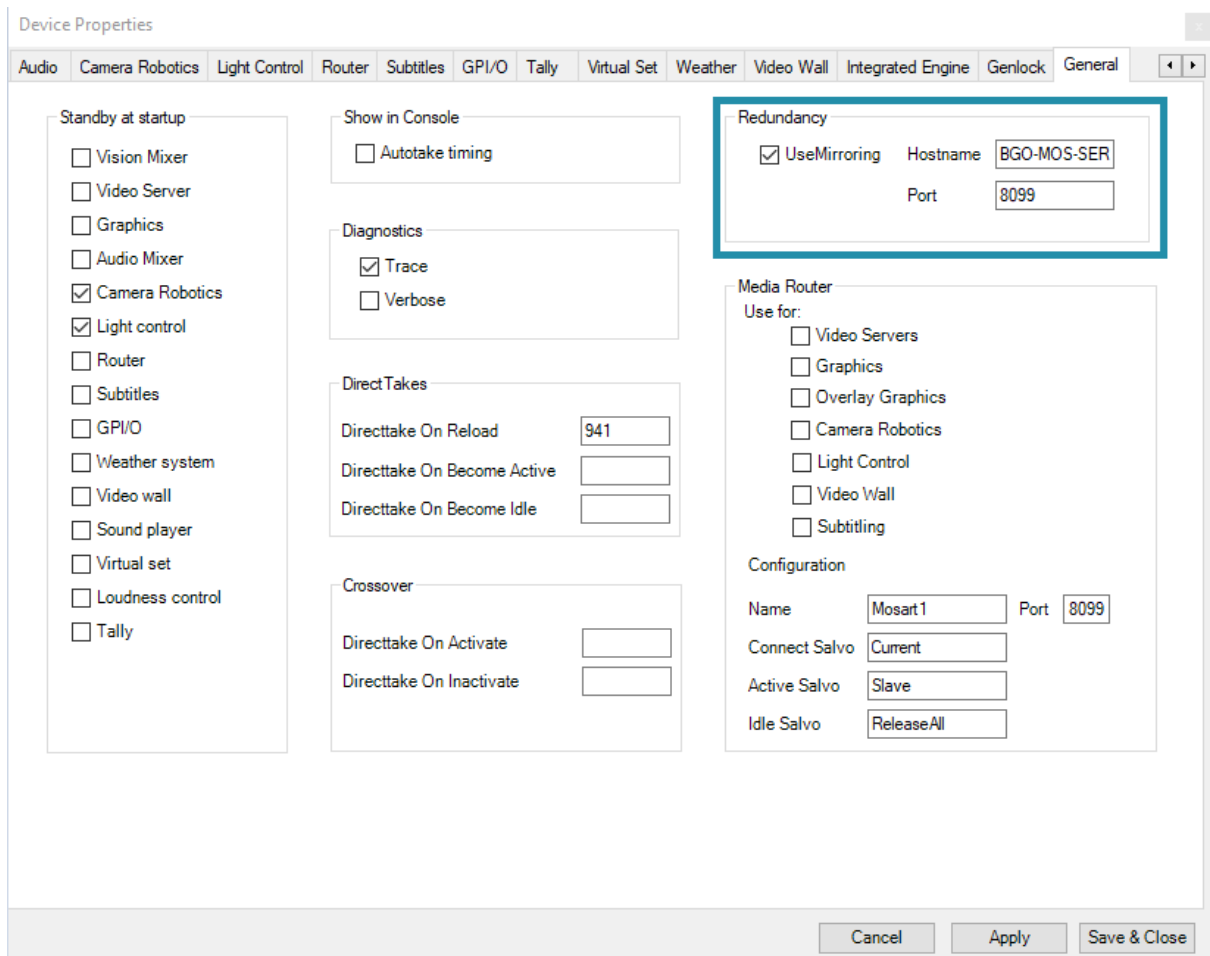 Device Properties
x
Audio Camera Robotics Light Control Router Subtitles GPI/O Tally Virtual Set Weather Video Wall Integrated Engine Genlock General
Standby at startup
Vision Mixer
Video Server
Graphics
Audio Mixer
Camera Robotics
Light control
Router
Subtitles
GPI/O
Weather system
Video wall
Sound player
Virtual set
Loudness control
Tally
Show in Console
Autotake timing
Diagnostics
Trace
Verbose
DirectTakes
Directtake On Reload 941
Directtake On Become Active
Directtake On Become Idle
Crossover
Directtake On Activate
Directtake On Inactivate
Redundancy
UseMirroring Hostname BGO-MOS-SER
Port 8099
Media Router
Use for:
Video Servers
Graphics
Overlay Graphics
Camera Robotics
Light Control
Video Wall
Subtitling
Configuration
Name Mosart1 Port 8099
Connect Salvo Current
Active Salvo Slave
Idle Salvo ReleaseAll
Cancel Apply Save & Close